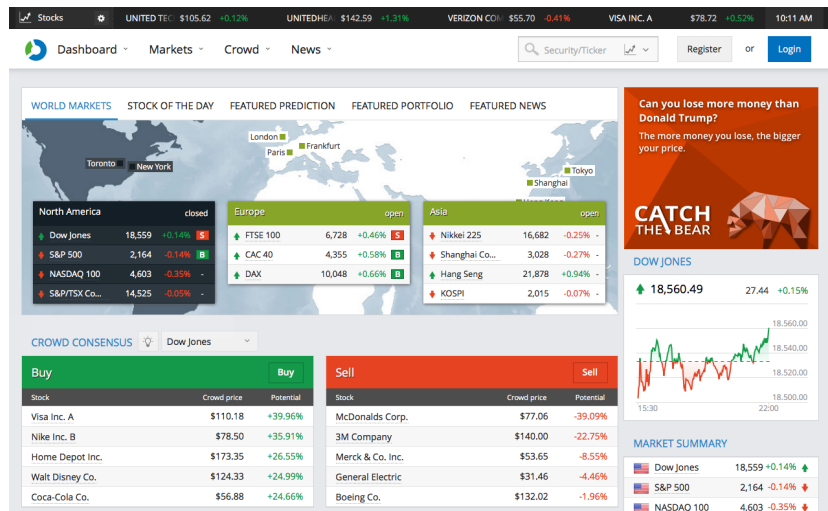 Stocks UNITED TEC $105.62 +0.12% UNITEDHEA $142.59 +1.31% VERIZON COM $55.70 -0.41% VISA INC. A $78.72 +0.52% 10:11 AM
Dashboard Markets Crowd News Security/Ticker Register or Login
WORLD MARKETS STOCK OF THE DAY FEATURED PREDICTION FEATURED PORTFOLIO FEATURED NEWS
London
Paris
Frankfurt
Toronto
New York
Tokyo
Shanghai
North America closed
Dow Jones 18,559 +0.14% S
S&P 500 2,164 -0.14% B
NASDAQ 100 4,603 -0.35% -
S&P/TSX Co... 14,525 -0.05% -
Europe open
FTSE 100 6,728 +0.46% S
CAC 40 4,355 +0.58% B
DAX 10,048 +0.66% B
Asia open
Nikkei 225 16,682 -0.25% -
Shanghai Co... 3,028 -0.27% -
Hang Seng 21,878 +0.94% -
KOSPI 2,015 -0.07% -
CROWD CONSENSUS Dow Jones
Buy Buy
Stock Crowd price Potential
Visa Inc. A $110.18 +39.96%
Nike Inc. B $78.50 +35.91%
Home Depot Inc. $173.35 +26.55%
Walt Disney Co. $124.33 +24.99%
Coca-Cola Co. $56.88 +24.66%
Sell Sell
Stock Crowd price Potential
McDonalds Corp. $77.06 -39.09%
3M Company $140.00 -22.75%
Merck & Co. Inc. $53.65 -8.55%
General Electric $31.46 -4.46%
Boeing Co. $132.02 -1.96%
Can you lose more money than
Donald Trump?
The more money you lose, the bigger
your price.
CATCH
THE BEAR
DOW JONES
18,560.49 27.44 +0.15%
18,560.00
18,540.00
18,520.00
18,500.00
15:30 22:00
MARKET SUMMARY
Dow Jones 18,559 +0.14%
S&P 500 2,164 -0.14%
NASDAQ 100 4,603 -0.35%